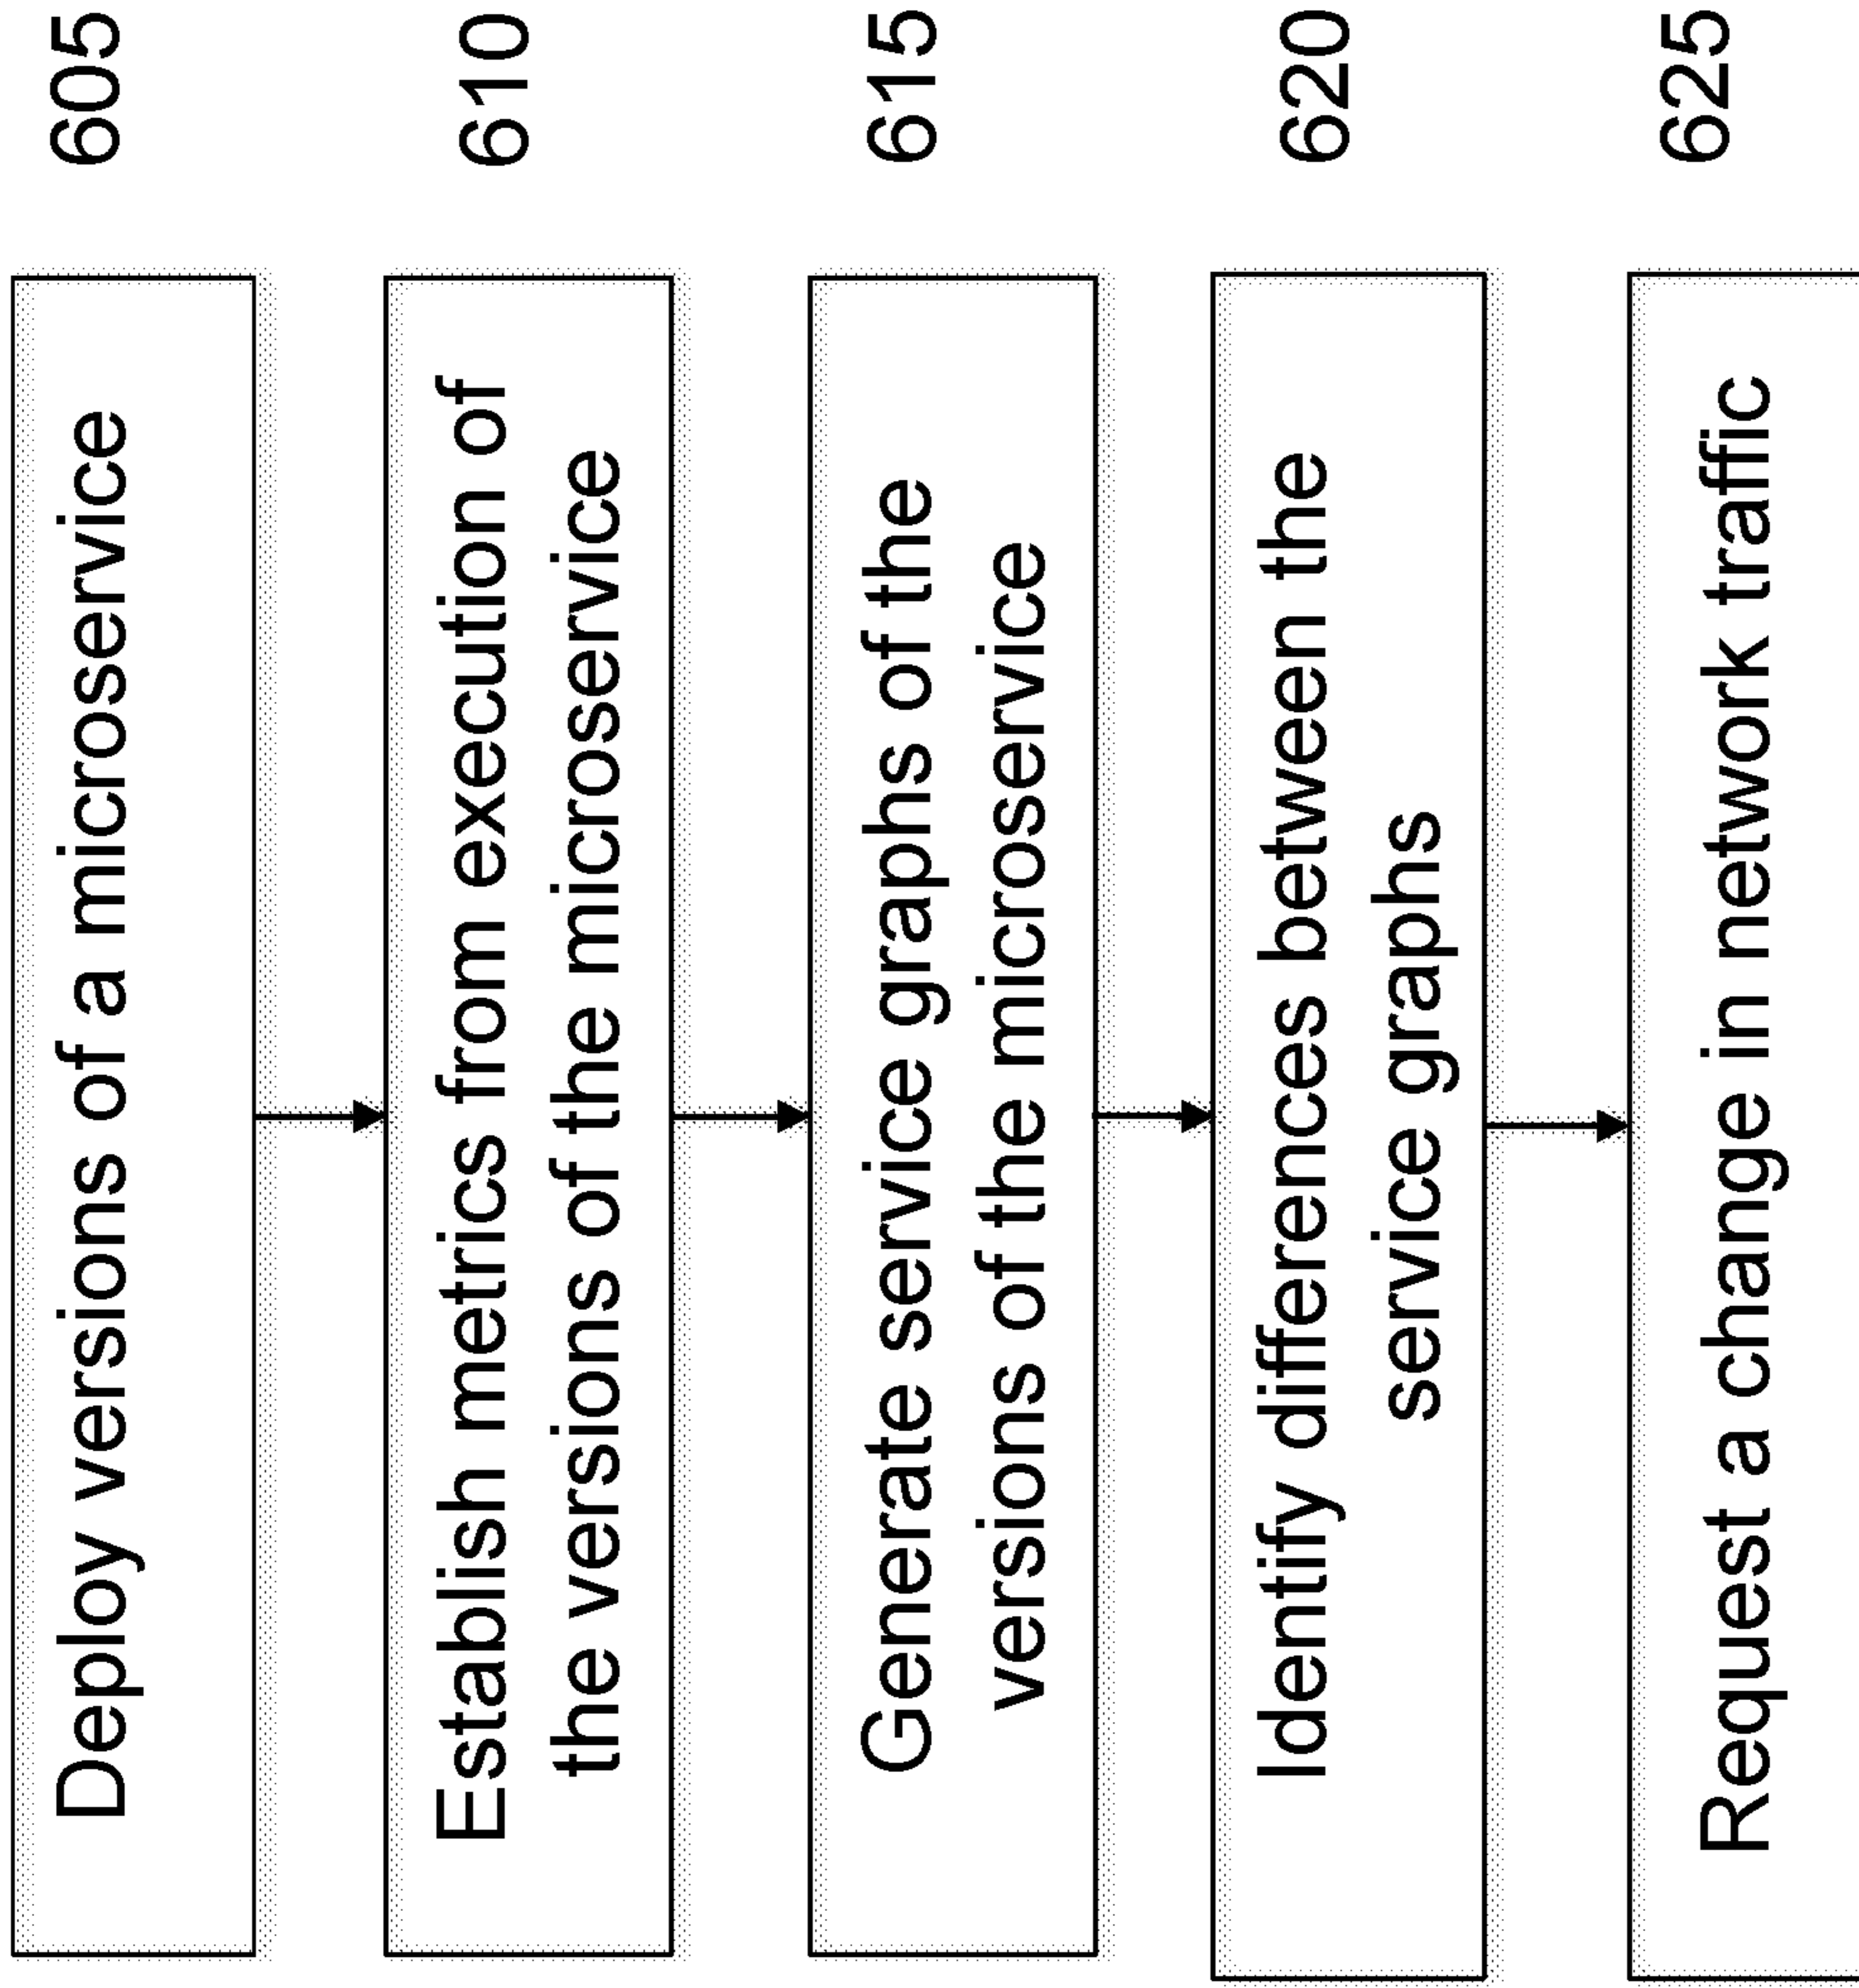 Deploy versions of a microservice
605
Establish metrics from execution of
the versions of the microservice
610
Generate service graphs of the
versions of the microservice
615
Identify differences between the
service graphs
620
Request a change in network traffic
625